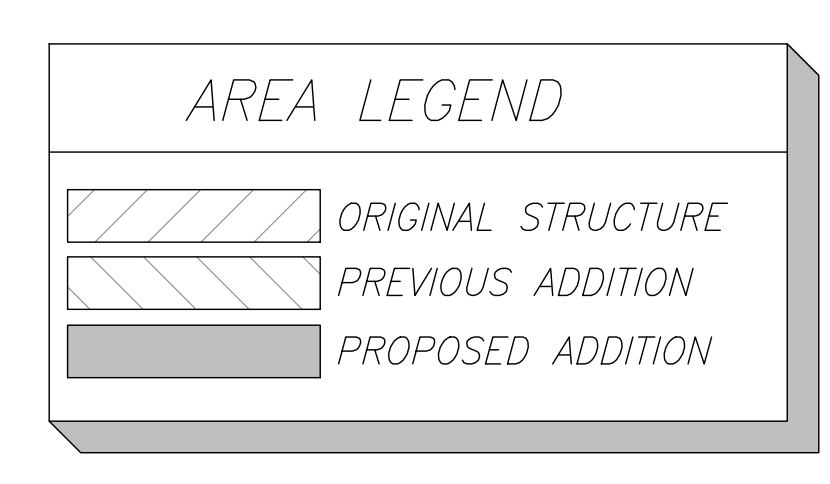 AREA LEGEND
ORIGINAL STRUCTURE
PREVIOUS ADDITION
PROPOSED ADDITION